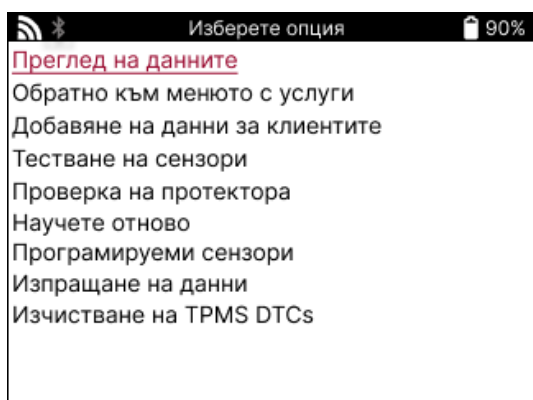 Изберете опция 90%
Преглед на данните
Обратно към менюто с услуги
Добавяне на данни за клиентите
Тестване на сензори
Проверка на протектора
Научете отново
Програмируеми сензори
Изпращане на данни
Изчистване на TPMS DTCs